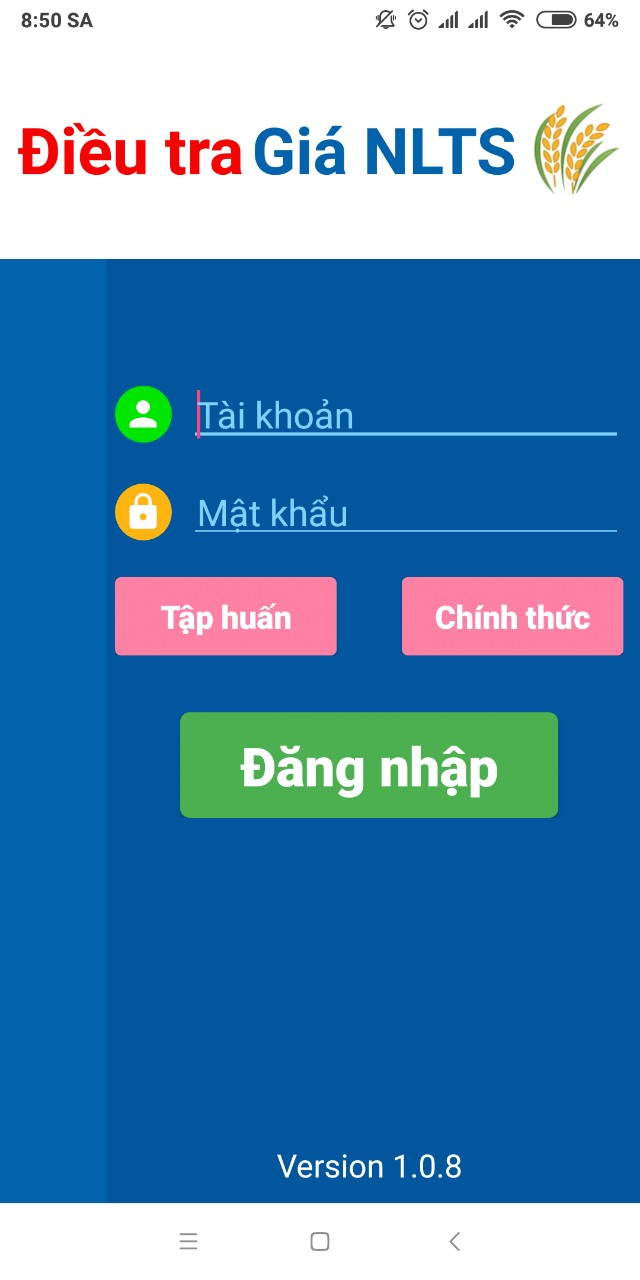 8:50 SA
64%
Điều tra Giá NLTS
Tài khoản
Mật khẩu
Tập huấn
Chính thức
Đăng nhập
Version 1.0.8